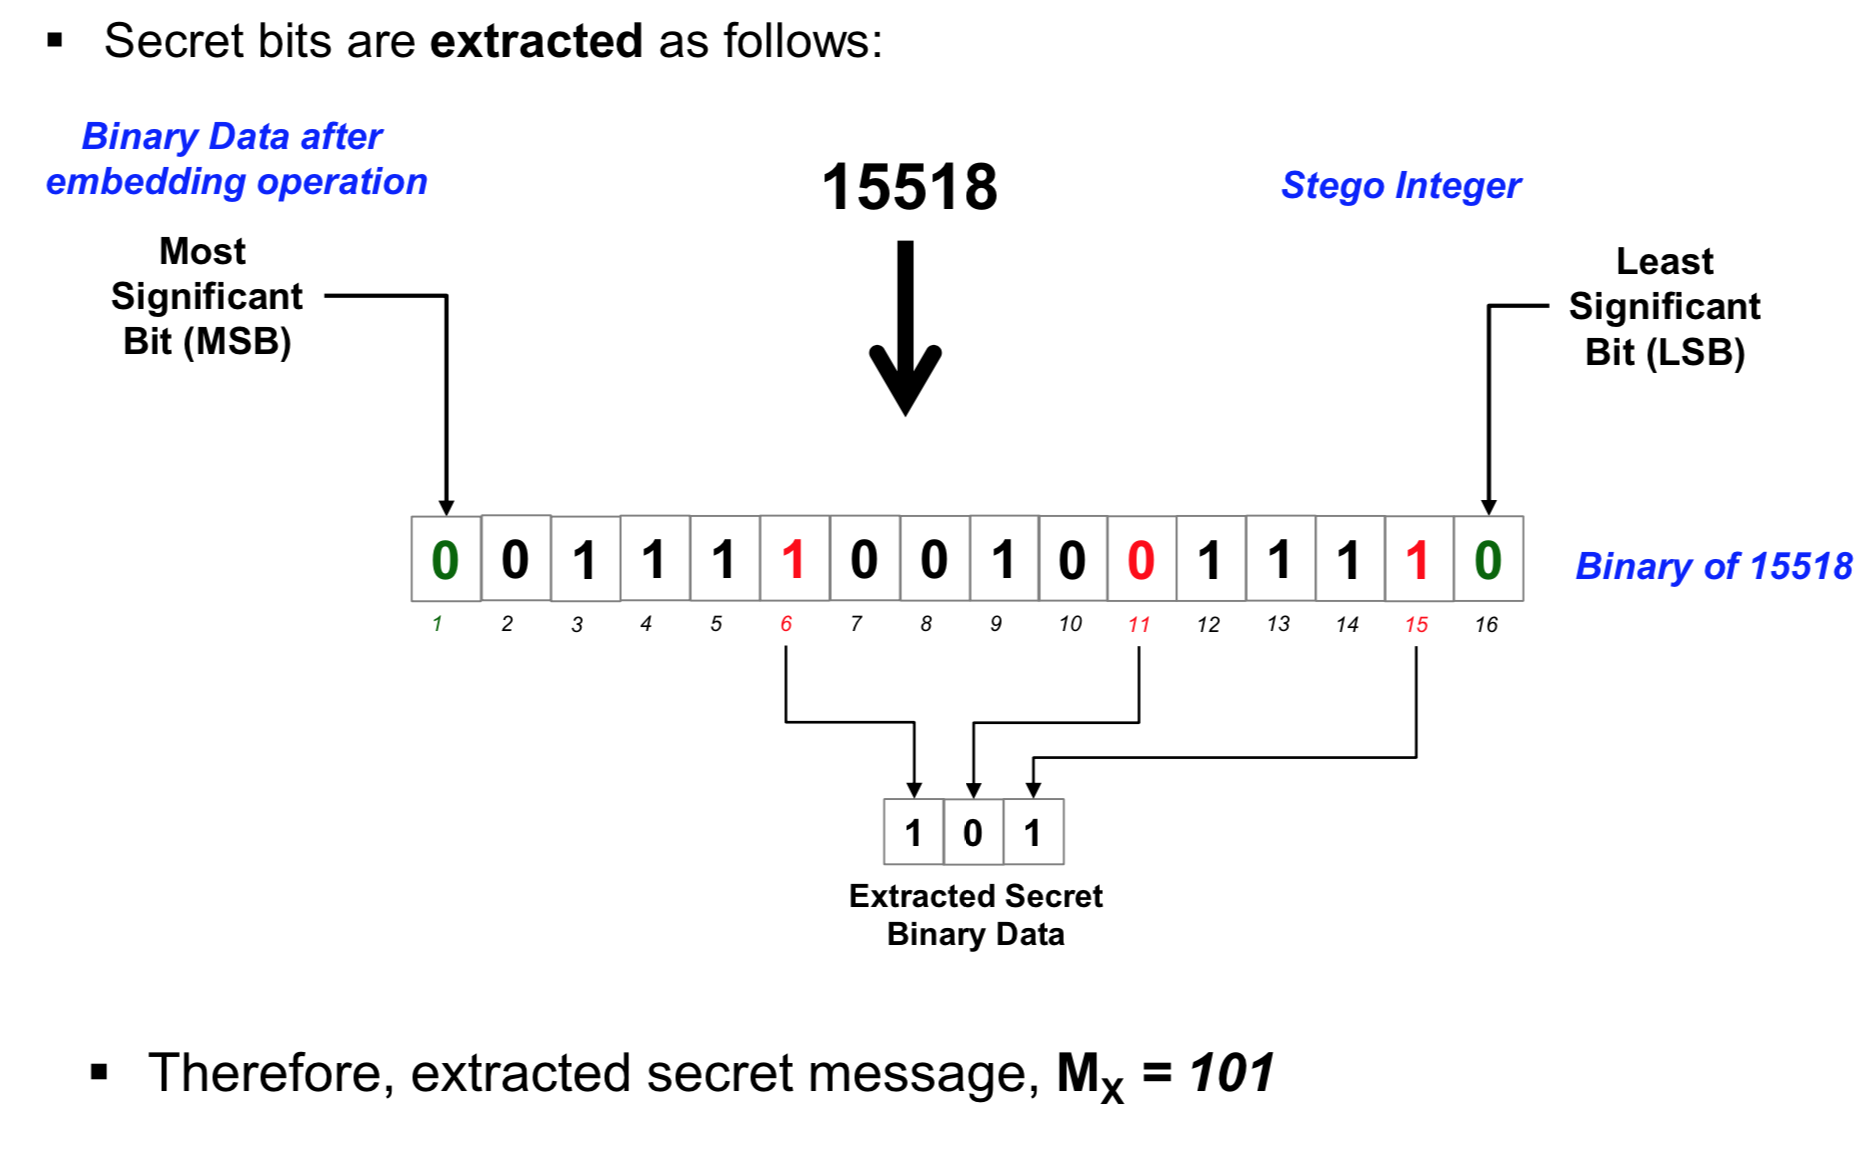 ▪ Secret bits are extracted as follows:
Binary Data after
embedding operation
15518
Stego Integer
Most
Significant
Bit (MSB)
Least
Significant
Bit (LSB)
0 0 1 1 1 1 0 0 1 0 0 1 1 1 1 0
Binary of 15518
1 2 3 4 5 6 7 8 9 10 11 12 13 14 15 16
1 0 1
Extracted Secret
Binary Data
▪ Therefore, extracted secret message, MX = 101